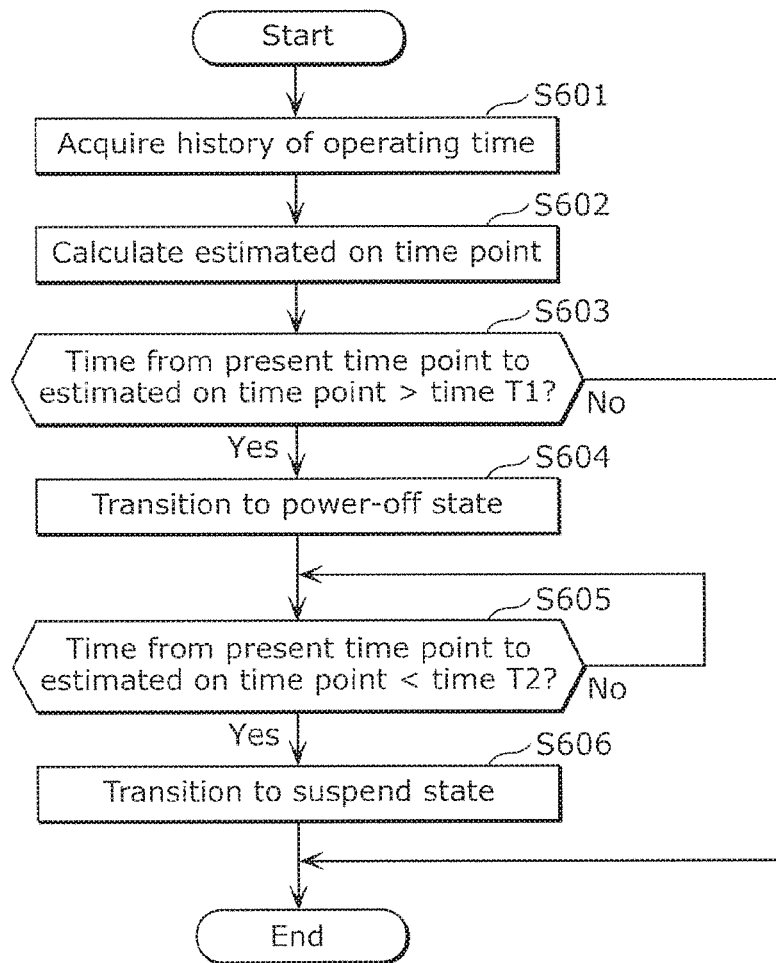 Start
S601
Acquire history of operating time
S602
Calculate estimated on time point
S603
Time from present time point to
estimated on time point > time T1?
No
Yes
S604
Transition to power-off state
S605
Time from present time point to
estimated on time point < time T2?
No
Yes
S606
Transition to suspend state
End